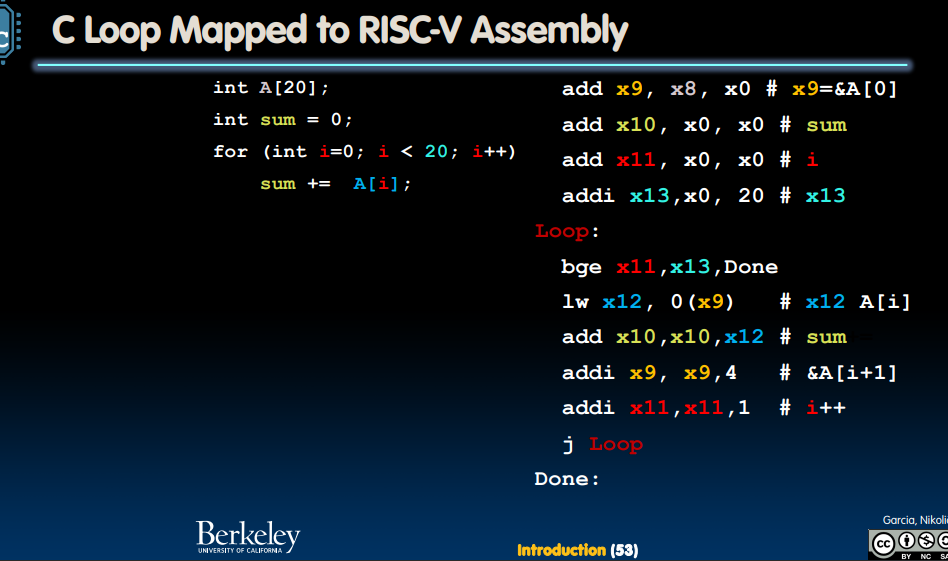 C
C Loop Mapped to RISC-V Assembly
int A[20];
int sum = 0;
for (int i=0; i < 20; i++)
sum += A[i];
add x9, x8, x0 # x9=&A[0]
add x10, x0, x0 # sum
add x11, x0, x0 # i
addi x13,x0, 20 # x13
Loop:
bge x11,x13,Done
lw x12, 0(x9) # x12 A[i]
add x10,x10,x12 # sum
addi x9, x9,4 # &A[i+1]
addi x11,x11,1 # i++
j Loop
Done:
Berkeley
UNIVERSITY OF CALIFORNIA
Introduction (53)
Garcia, Nikolić
cc
BY NC SA